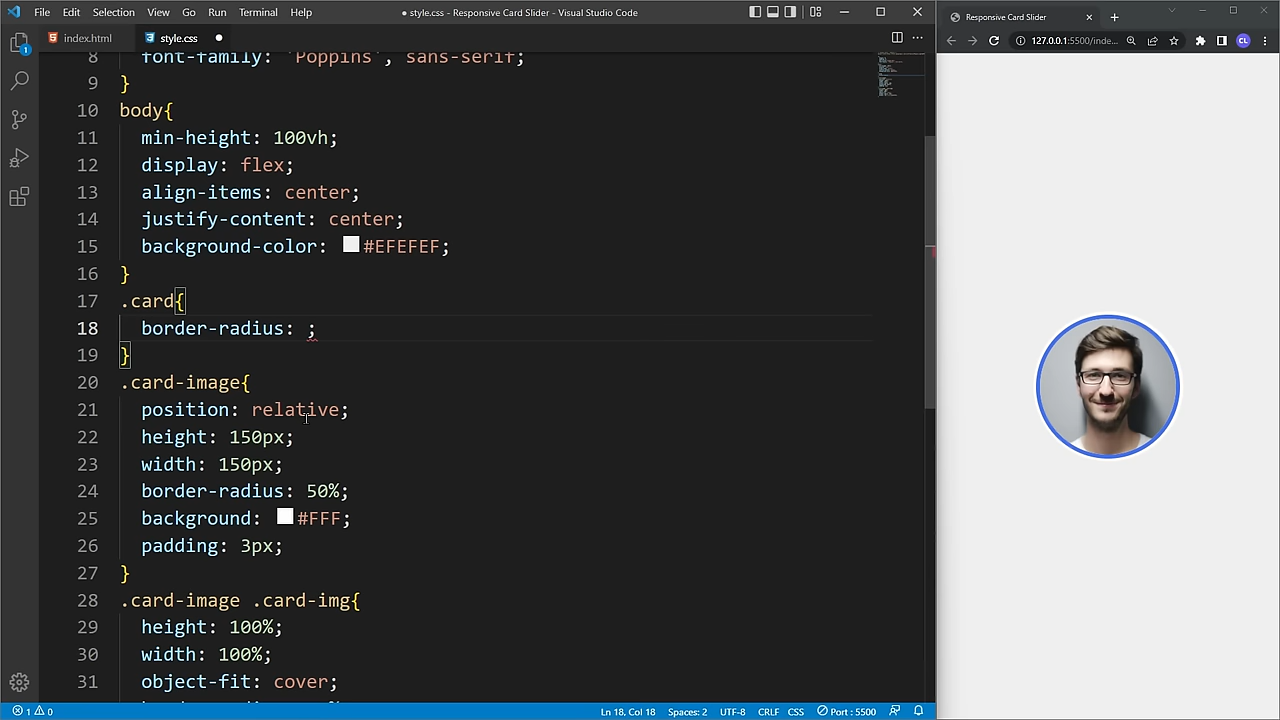 File Edit Selection View Go Run Terminal Help
● style.css - Responsive Card Slider - Visual Studio Code
index.html
style.css
8 font-family: 'Poppins', sans-serif;
9 }
10 body{
11 min-height: 100vh;
12 display: flex;
13 align-items: center;
14 justify-content: center;
15 background-color: #EFEFEF;
16 }
17 .card{
18 border-radius: ;
19 }
20 .card-image{
21 position: relative;
22 height: 150px;
23 width: 150px;
24 border-radius: 50%;
25 background: #FFF;
26 padding: 3px;
27 }
28 .card-image .card-img{
29 height: 100%;
30 width: 100%;
31 object-fit: cover;
1
1 0
Ln 18, Col 18 Spaces: 2 UTF-8 CRLF CSS Port : 5500
Responsive Card Slider
127.0.0.1:5500/inde...
CL